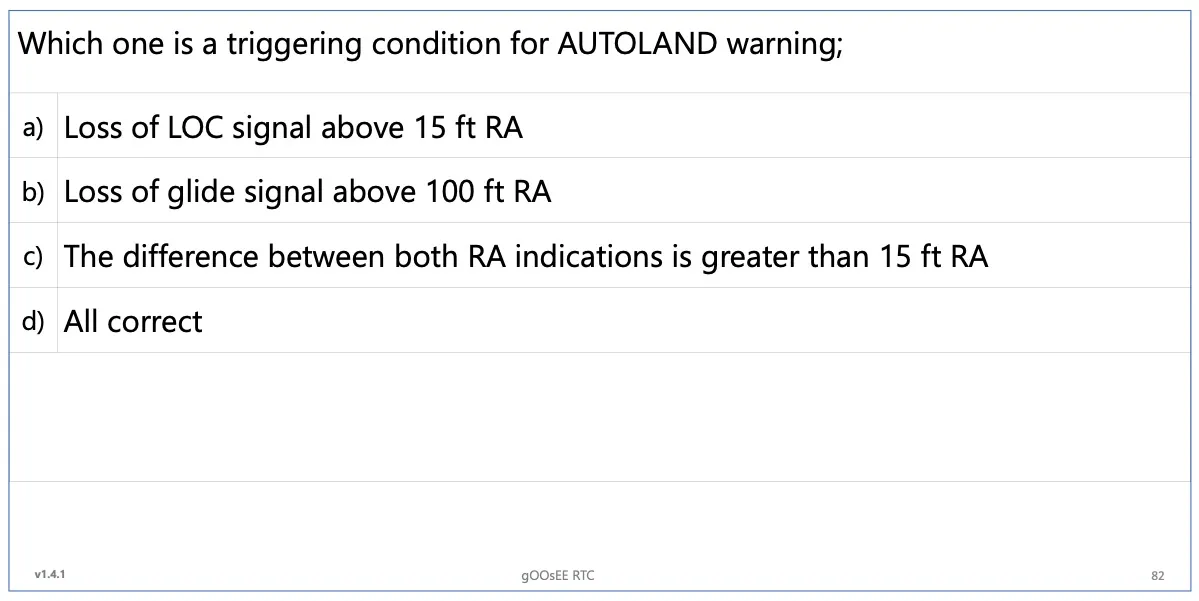 Which one is a triggering condition for AUTOLAND warning;
a) Loss of LOC signal above 15 ft RA
b) Loss of glide signal above 100 ft RA
c) The difference between both RA indications is greater than 15 ft RA
d) All correct
v1.4.1 gOOsEE RTC 82